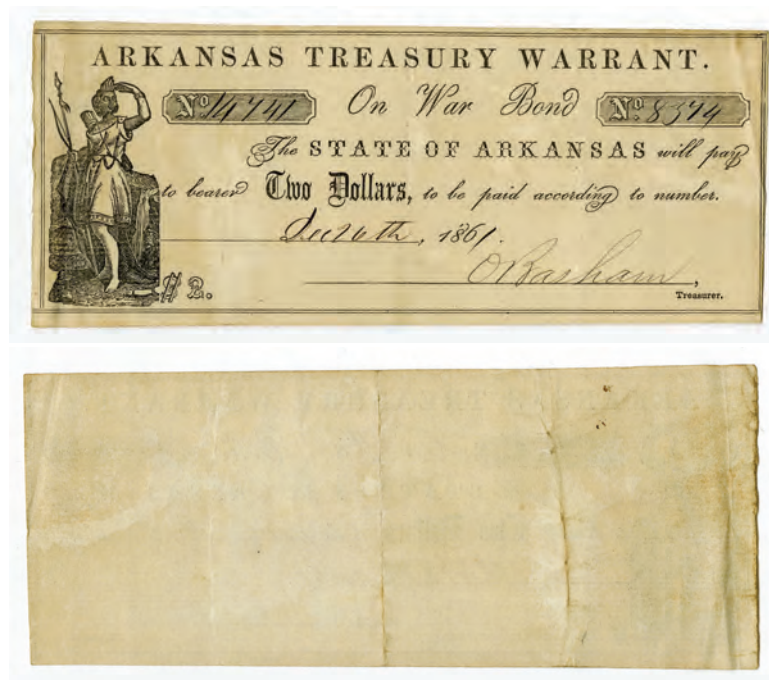 ARKANSAS TREASURY WARRANT.
No. 14741 On War Bond No. 8374
The STATE OF ARKANSAS will pay
to bearer Two Dollars, to be paid according to number.
Dec 26th, 1861.
O Basham,
$ 2. Treasurer.